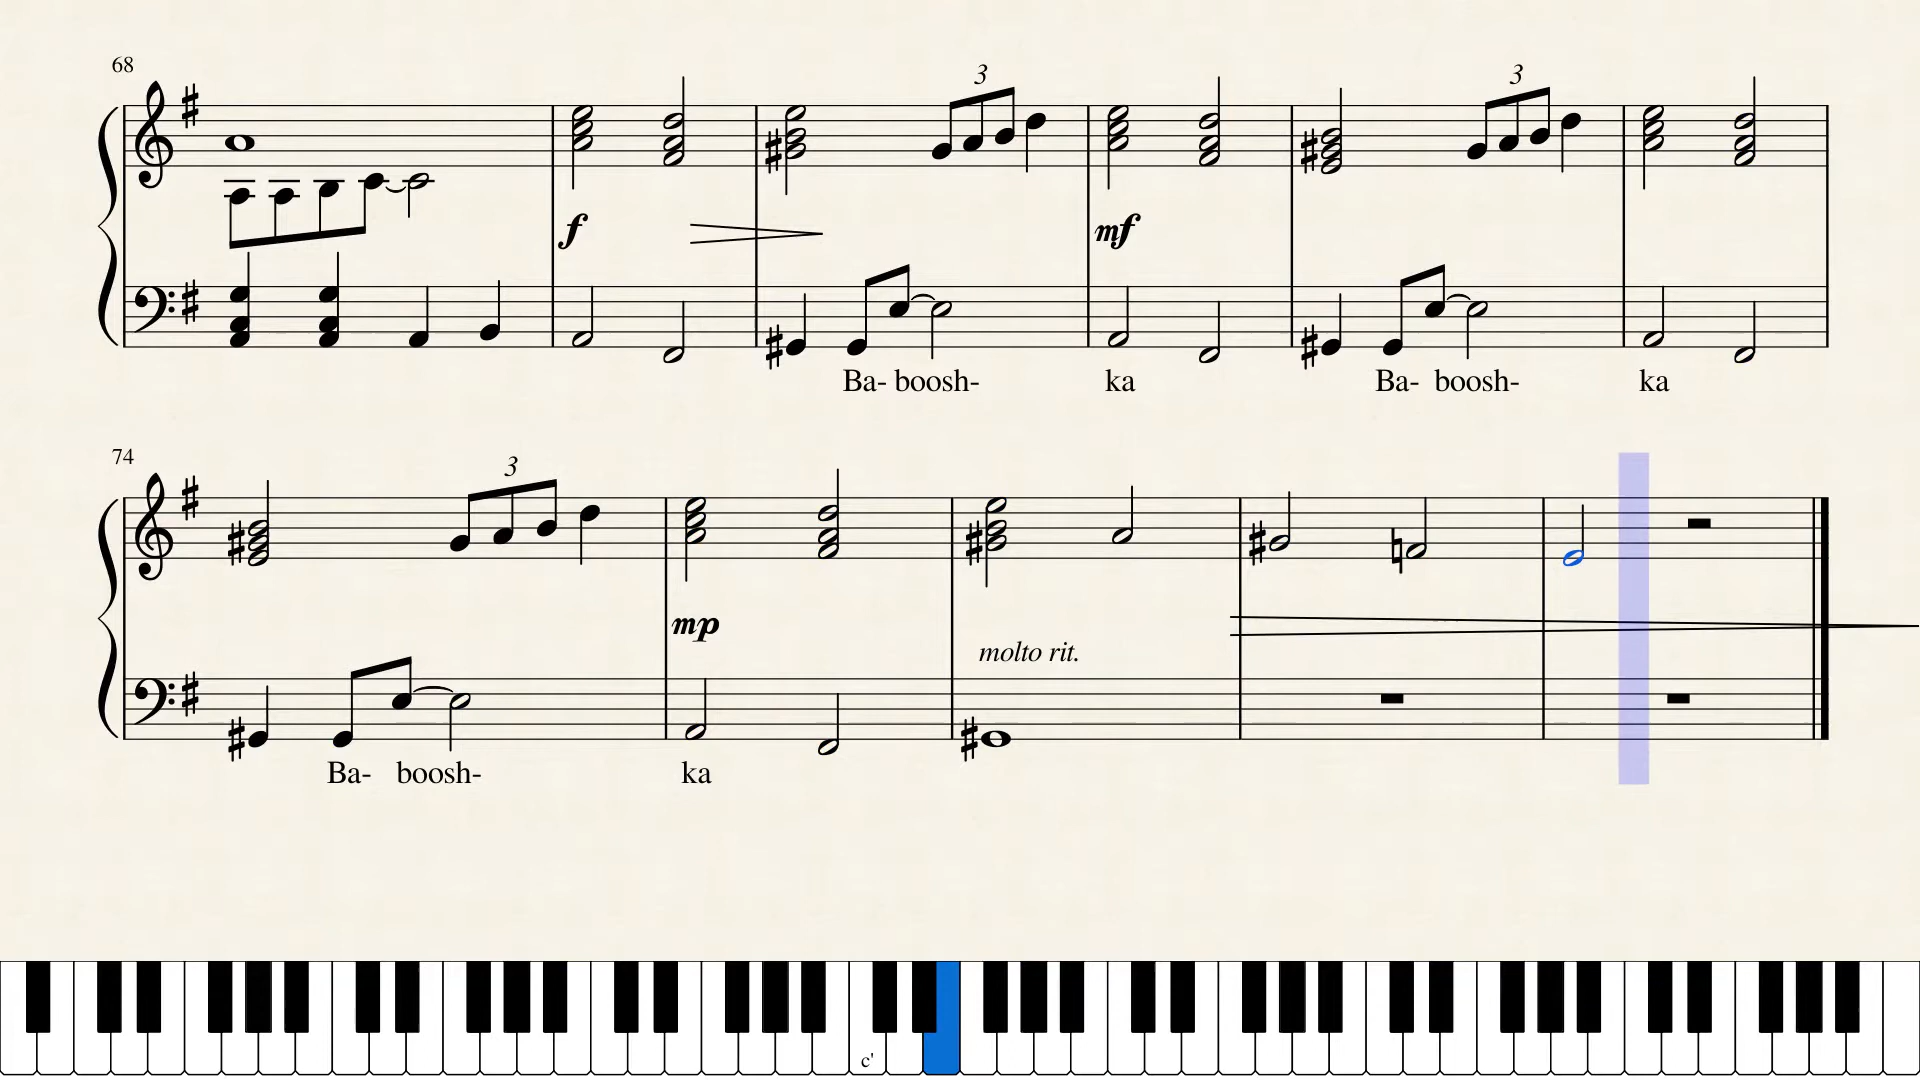 68
3 3
f mf
Ba- boosh- ka Ba- boosh- ka
74
3
mp
molto rit.
Ba- boosh- ka
c'